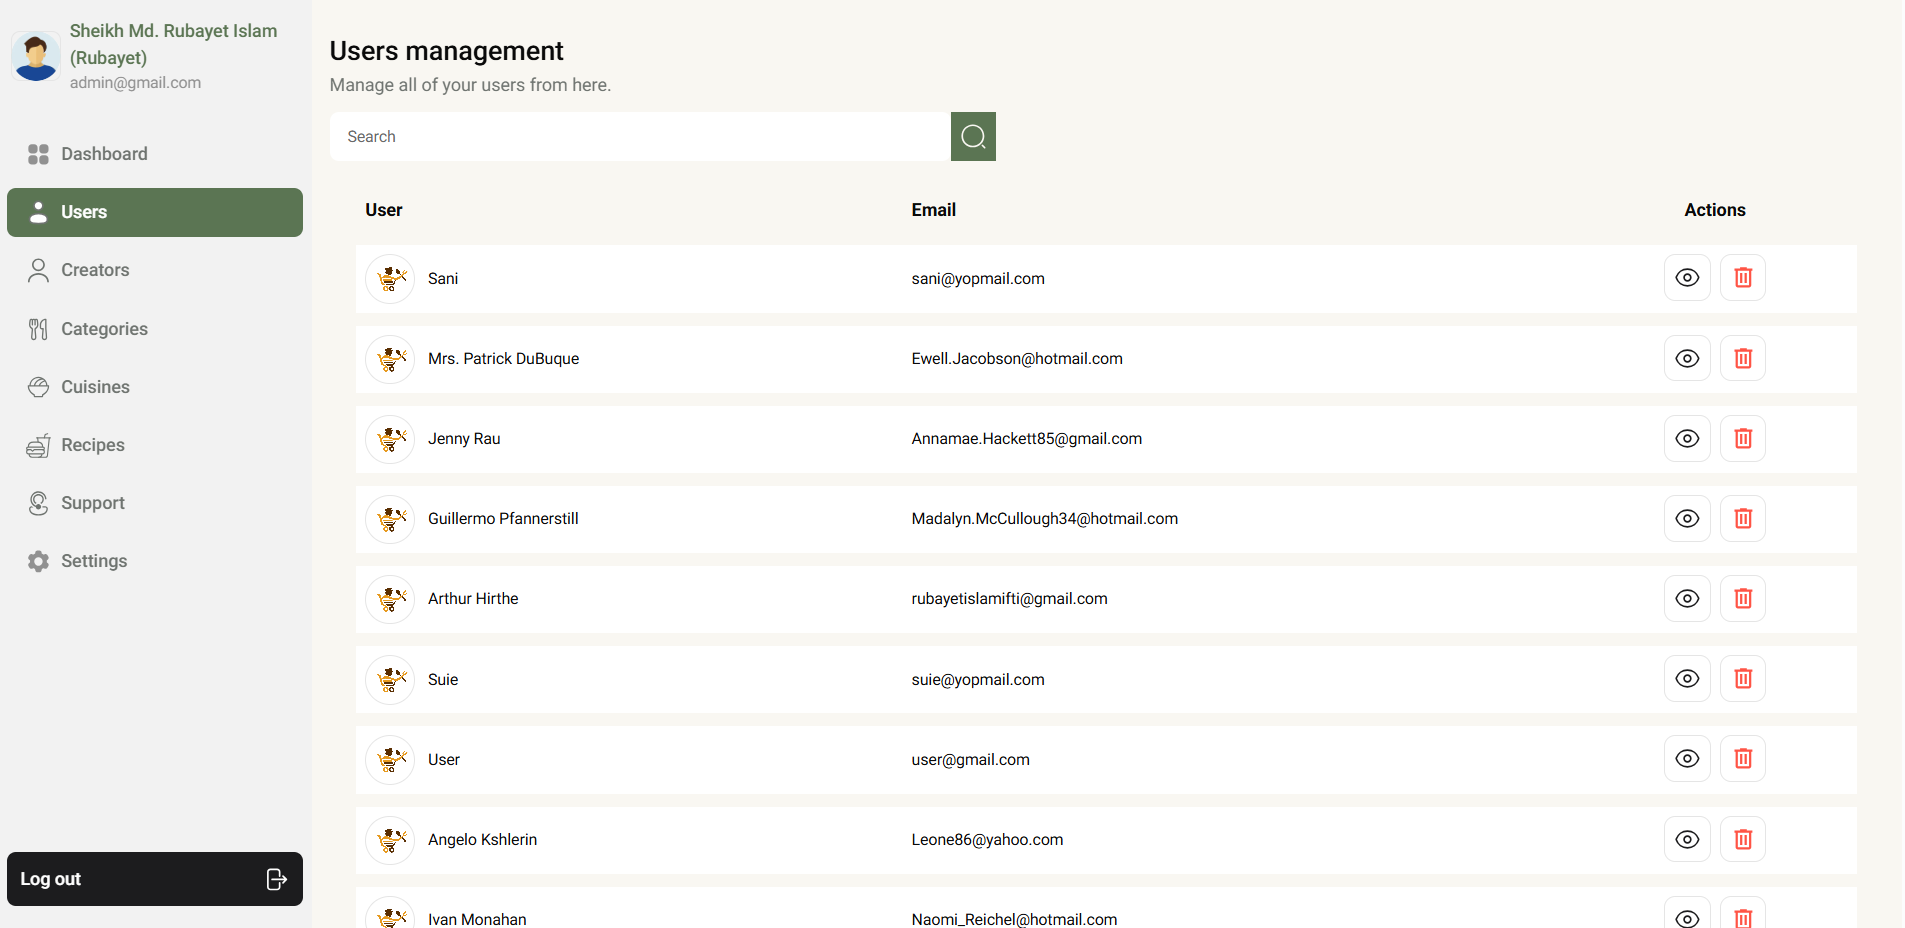 Sheikh Md. Rubayet Islam
(Rubayet)
admin@gmail.com
Dashboard
Users
Creators
Categories
Cuisines
Recipes
Support
Settings
Log out
Users management
Manage all of your users from here.
Search
User Email Actions
Sani sani@yopmail.com
Mrs. Patrick DuBuque Ewell.Jacobson@hotmail.com
Jenny Rau Annamae.Hackett85@gmail.com
Guillermo Pfannerstill Madalyn.McCullough34@hotmail.com
Arthur Hirthe rubayetislamifti@gmail.com
Suie suie@yopmail.com
User user@gmail.com
Angelo Kshlerin Leone86@yahoo.com
Ivan Monahan Naomi_Reichel@hotmail.com